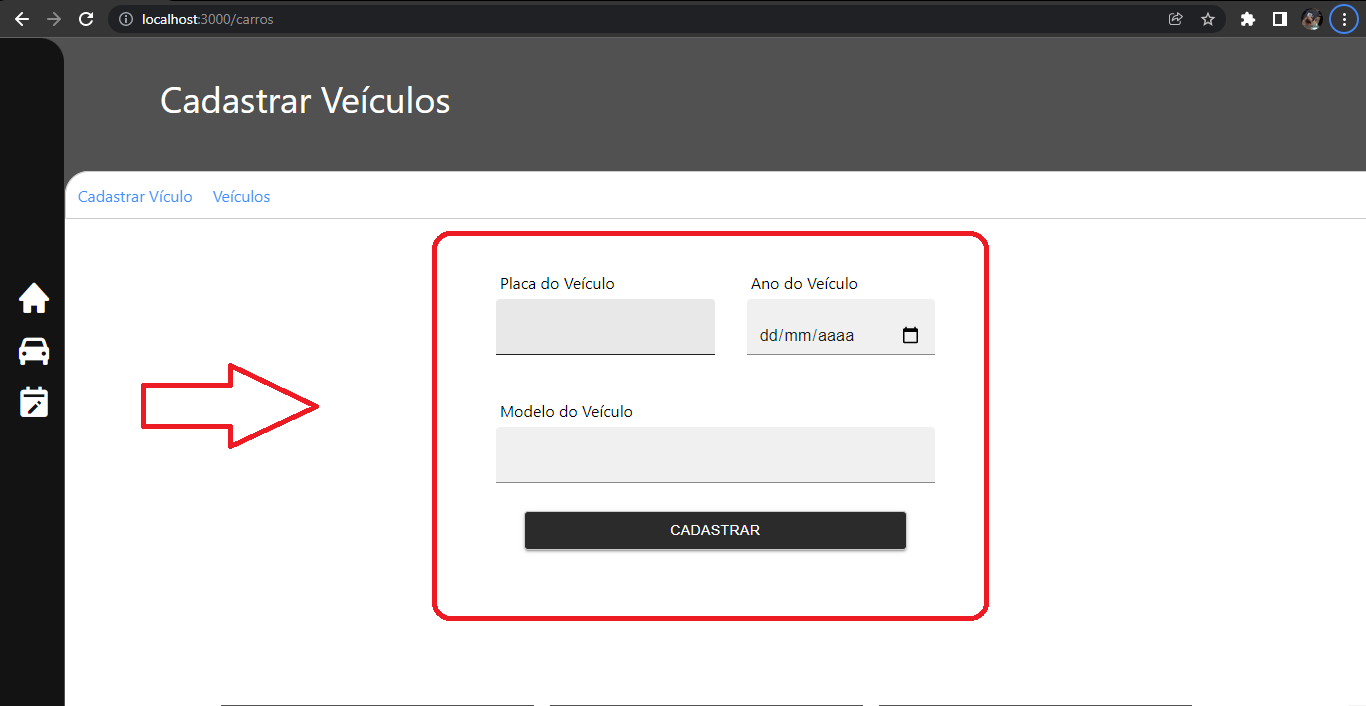 localhost:3000/carros
Cadastrar Veículos
Cadastrar Vículo Veículos
Placa do Veículo Ano do Veículo
dd/mm/aaaa
Modelo do Veículo
CADASTRAR